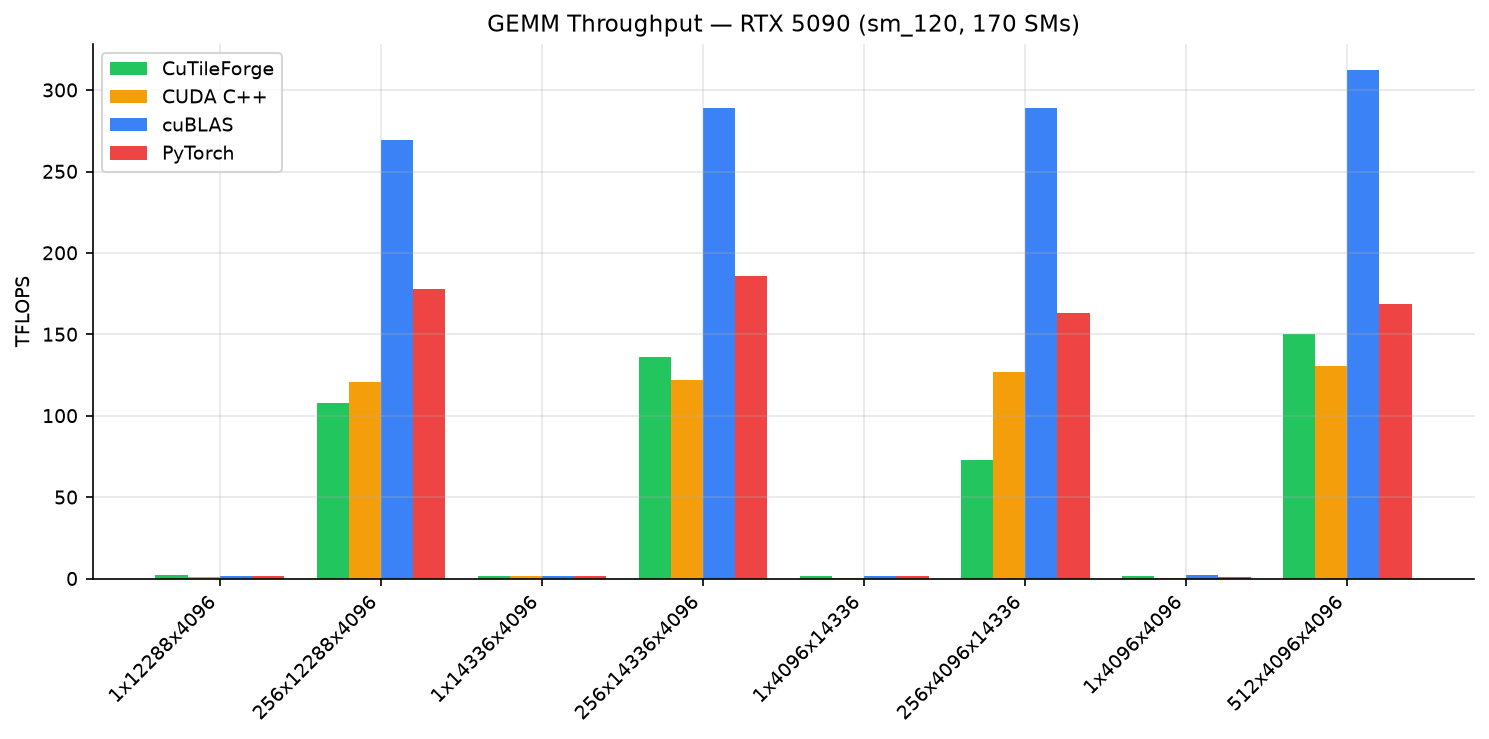 GEMM Throughput — RTX 5090 (sm_120, 170 SMs)
CuTileForge
CUDA C++
cuBLAS
PyTorch
TFLOPS
300
250
200
150
100
50
0
1x12288x4096
256x12288x4096
1x14336x4096
256x14336x4096
1x4096x14336
256x4096x14336
1x4096x4096
512x4096x4096